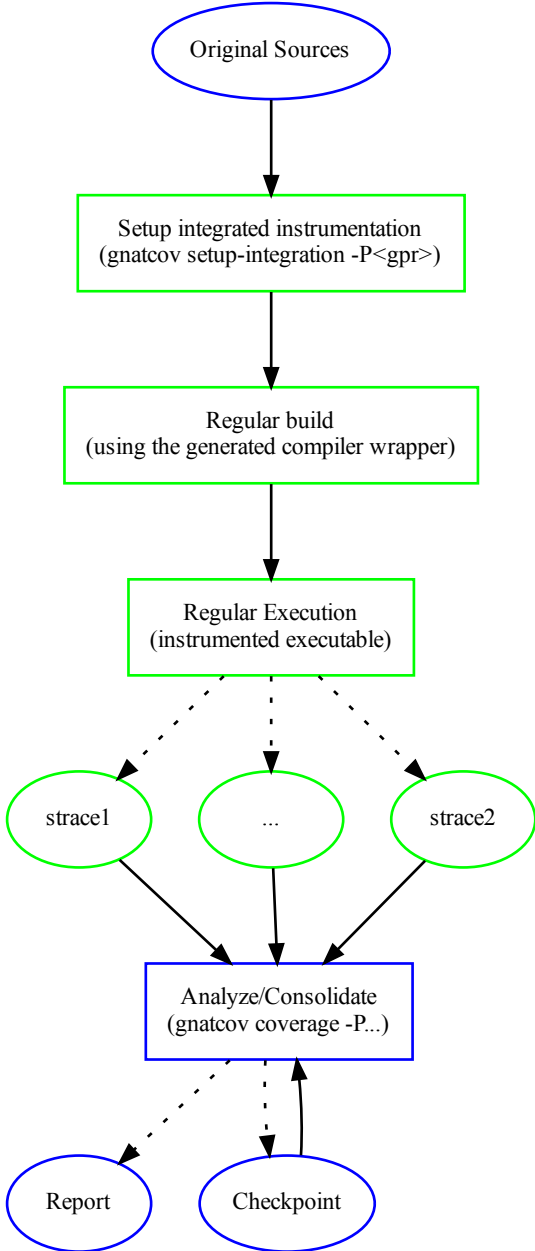 Original Sources
Setup integrated instrumentation
(gnatcov setup-integration -P<gpr>)
Regular build
(using the generated compiler wrapper)
Regular Execution
(instrumented executable)
strace1
...
strace2
Analyze/Consolidate
(gnatcov coverage -P...)
Report
Checkpoint